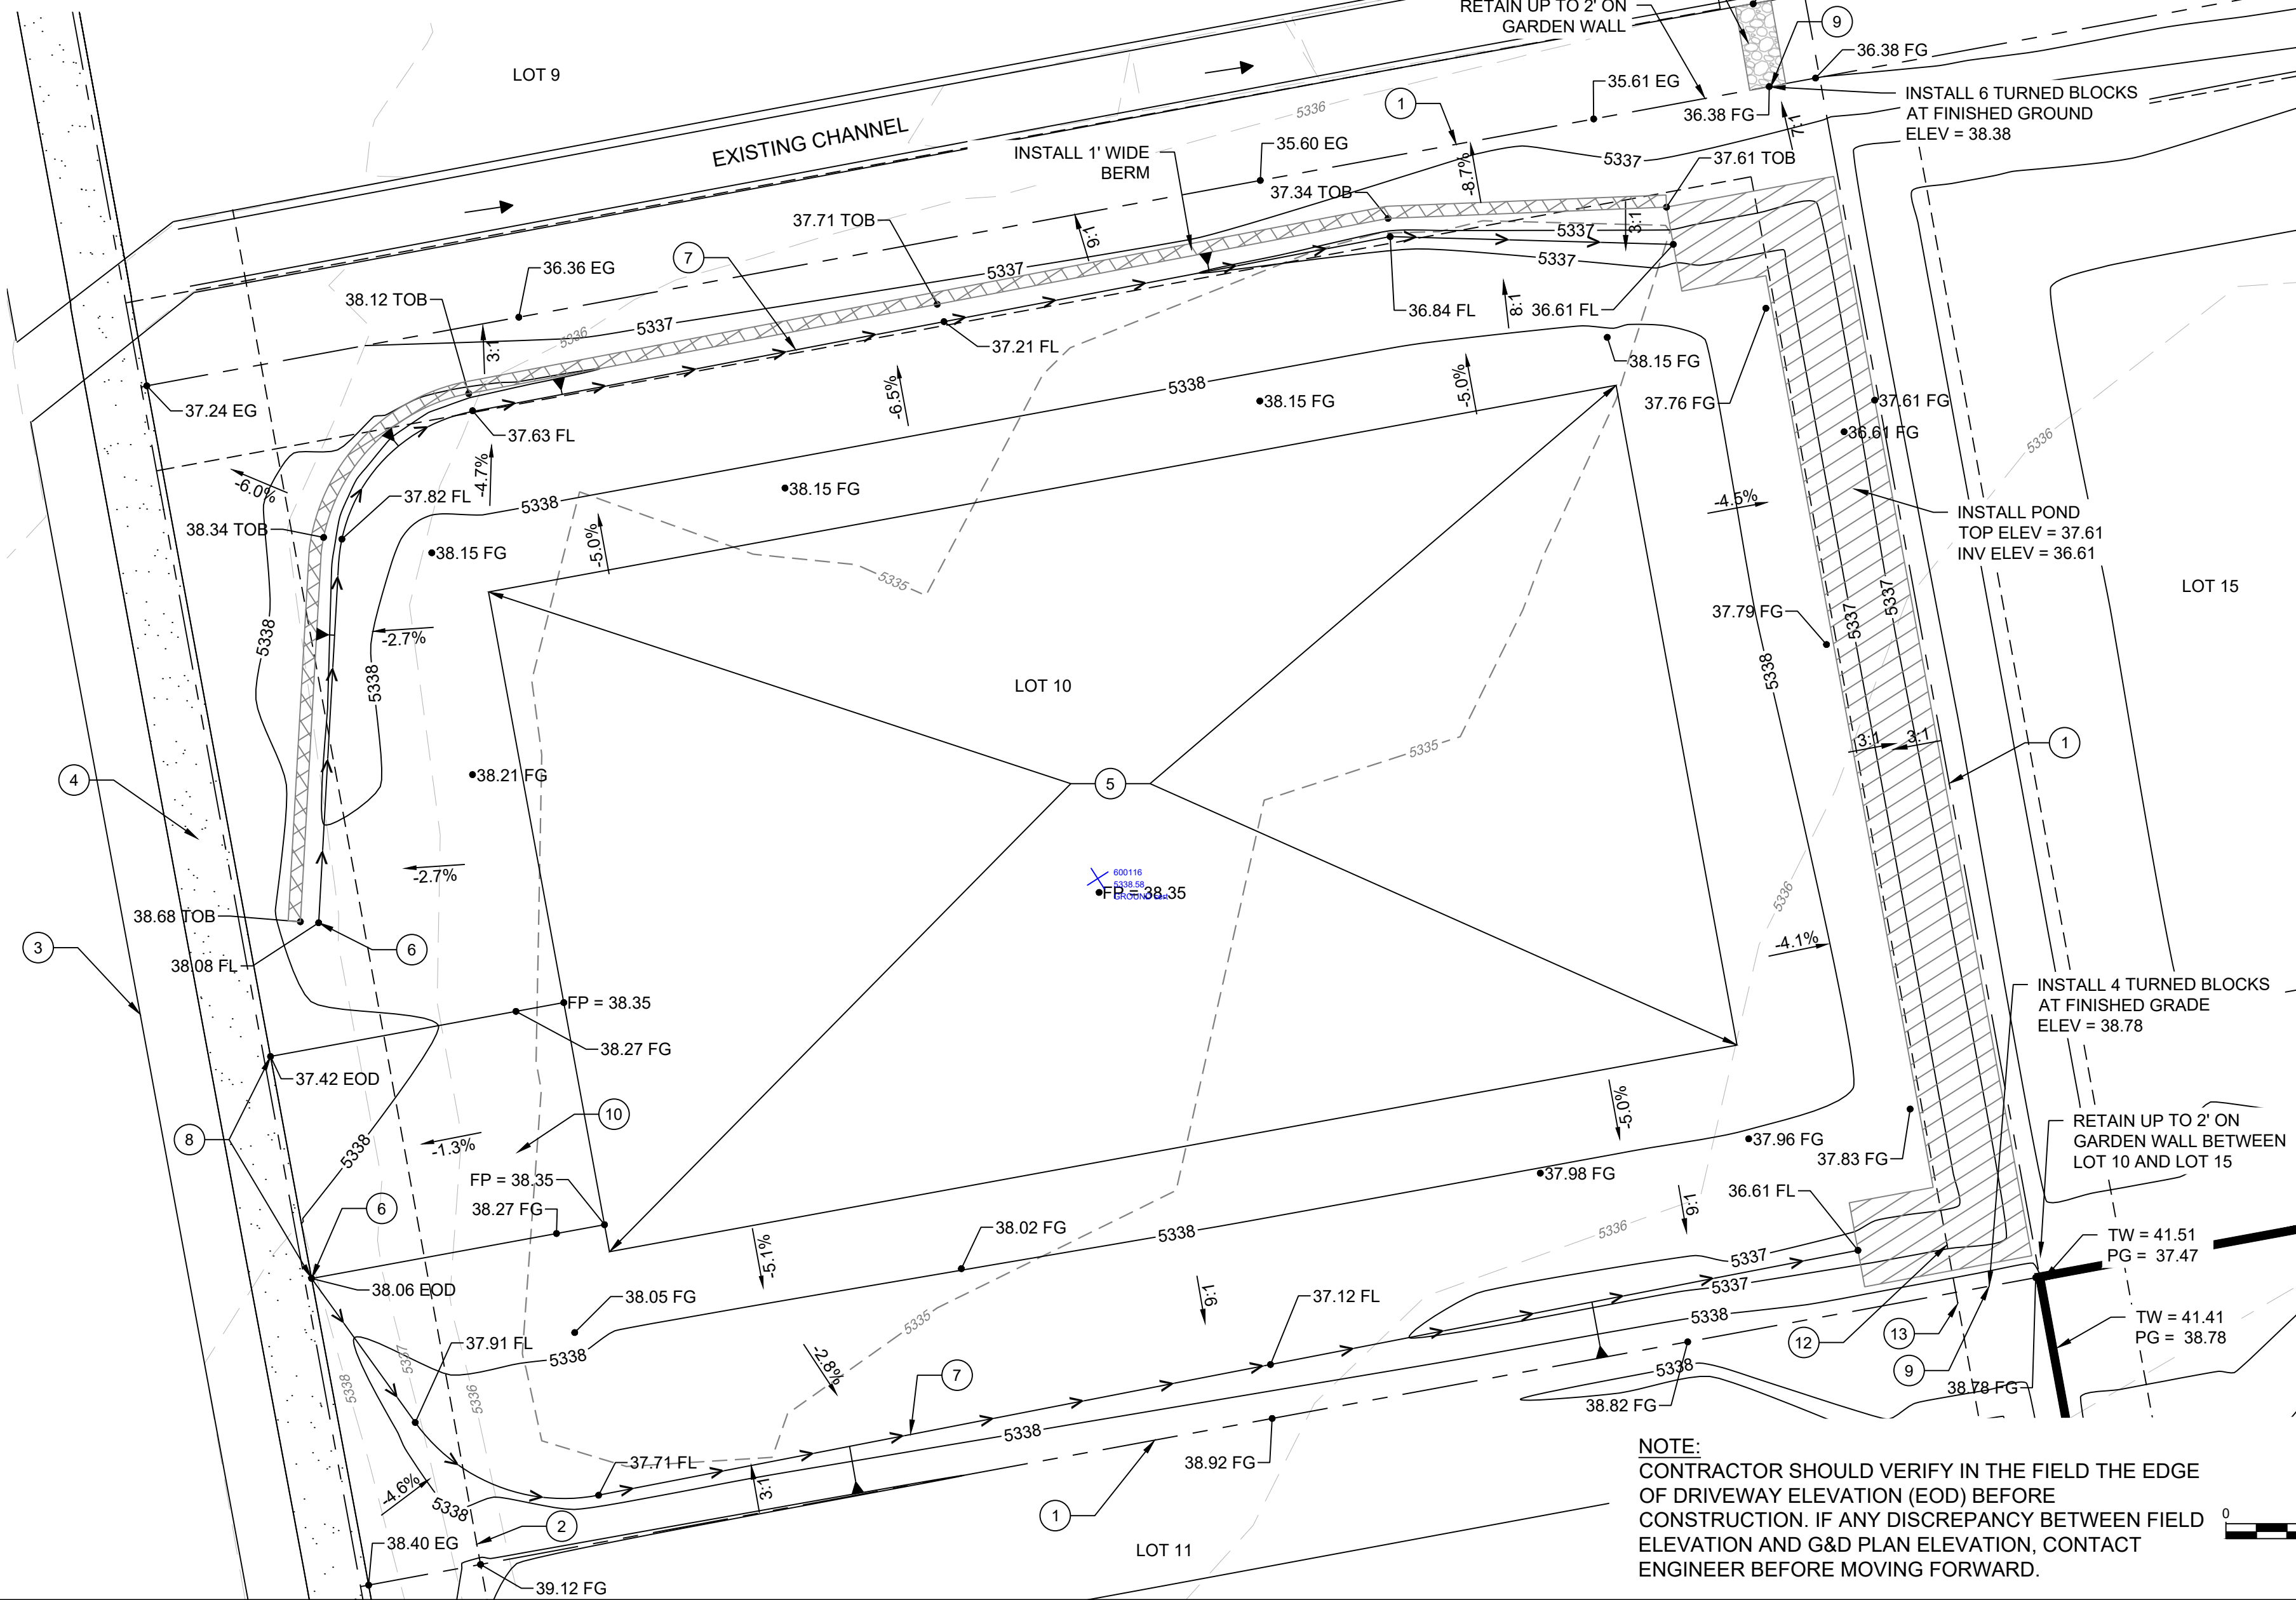 RETAIN UP TO 2' ON
GARDEN WALL
9
36.38 FG
LOT 9
35.61 EG
INSTALL 6 TURNED BLOCKS
AT FINISHED GROUND
ELEV = 38.38
1
36.38 FG
7:1
5336
EXISTING CHANNEL
35.60 EG
INSTALL 1' WIDE
BERM
-8.7%
5337
37.61 TOB
37.34 TOB
37.71 TOB
9:1
3:1
5337
5337
7
36.36 EG
5337
38.12 TOB
5337
5336
3:1
36.84 FL
8:1
36.61 FL
37.21 FL
38.15 FG
37.24 EG
-6.5%
5338
-5.0%
38.15 FG
37.76 FG
37.61 FG
36.61 FG
37.63 FL
5336
-6.0%
-4.7%
37.82 FL
38.15 FG
5338
-4.5%
INSTALL POND
TOP ELEV = 37.61
INV ELEV = 36.61
38.34 TOB
38.15 FG
-5.0%
5335
LOT 15
5337
5337
37.79 FG
5338
-2.7%
5338
5338
LOT 10
5335
3:1
3:1
1
4
38.21 FG
5
-2.7%
600116
5338.58
FP = 38.35
5336
38.68 TOB
3
6
38.08 FL
-4.1%
INSTALL 4 TURNED BLOCKS
AT FINISHED GRADE
ELEV = 38.78
FP = 38.35
38.27 FG
37.42 EOD
8
10
-1.3%
5338
-5.0%
37.96 FG
37.83 FG
RETAIN UP TO 2' ON
GARDEN WALL BETWEEN
LOT 10 AND LOT 15
FP = 38.35
37.98 FG
36.61 FL
6
38.27 FG
38.02 FG
5338
9:1
5336
5337
TW = 41.51
PG = 37.47
-5.1%
38.06 EOD
38.05 FG
9:1
37.12 FL
5337
5338
TW = 41.41
PG = 38.78
37.91 FL
5337
5338
5335
12
13
9
-2.8%
7
5338
38.78 FG
5338
5336
38.82 FG
5338
38.92 FG
37.71 FL
3:1
-4.6%
5338
2
1
38.40 EG
39.12 FG
LOT 11
NOTE:
CONTRACTOR SHOULD VERIFY IN THE FIELD THE EDGE
OF DRIVEWAY ELEVATION (EOD) BEFORE
CONSTRUCTION. IF ANY DISCREPANCY BETWEEN FIELD
ELEVATION AND G&D PLAN ELEVATION, CONTACT
ENGINEER BEFORE MOVING FORWARD.
0